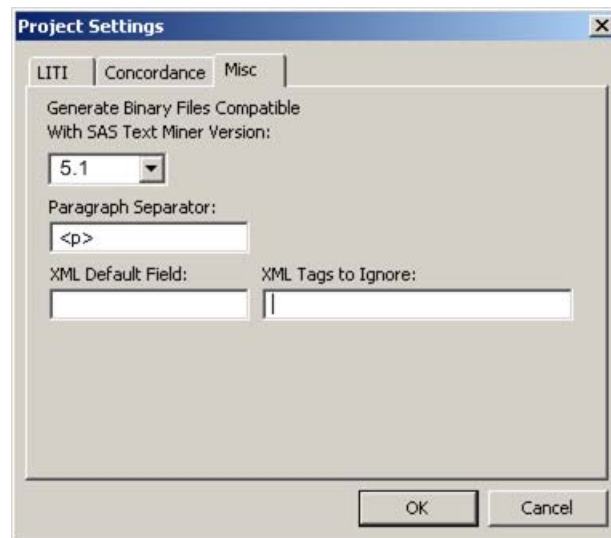 Project Settings
LITI Concordance Misc
Generate Binary Files Compatible
With SAS Text Miner Version:
5.1
Paragraph Separator:
<p>
XML Default Field: XML Tags to Ignore:
OK Cancel